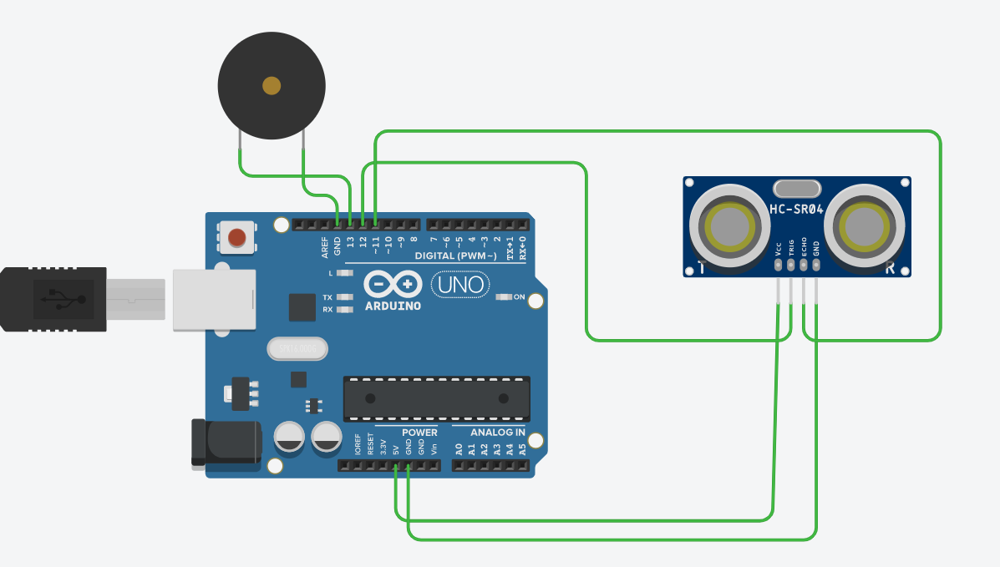 HC-SR04
Vcc
TRIG
ECHO
GND
T
R
AREF
GND
13
12
~11
~10
~9
8
7
~6
~5
4
~3
2
TX→1
RX←0
DIGITAL (PWM~)
L
TX
RX
ON
UNO
ARDUINO
POWER
ANALOG IN
IOREF
RESET
3.3V
5V
GND
GND
Vin
A0
A1
A2
A3
A4
A5